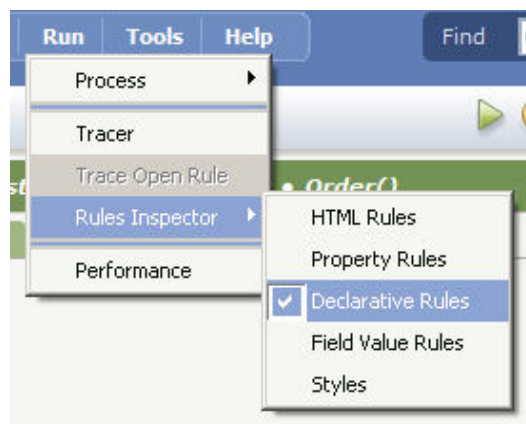 Run Tools Help Find
Process
Tracer
Trace Open Rule
Rules Inspector
Performance
st
• Order()
HTML Rules
Property Rules
Declarative Rules
Field Value Rules
Styles